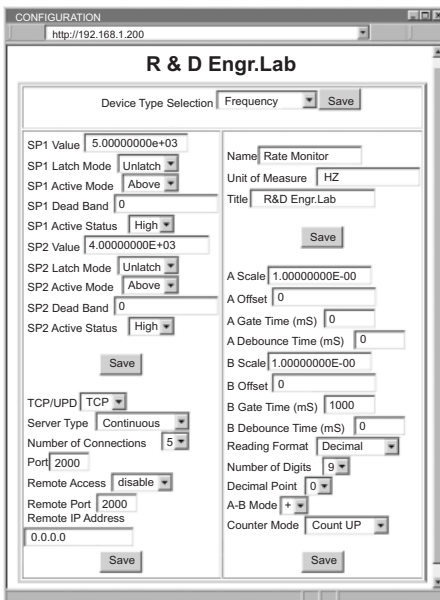 CONFIGURATION
http://192.168.1.200
R & D Engr.Lab
Device Type Selection Frequency Save
SP1 Value 5.00000000e+03
SP1 Latch Mode Unlatch
SP1 Active Mode Above
SP1 Dead Band 0
SP1 Active Status High
SP2 Value 4.00000000E+03
SP2 Latch Mode Unlatch
SP2 Active Mode Above
SP2 Dead Band 0
SP2 Active Status High
Save
TCP/UPD TCP
Server Type Continuous
Number of Connections 5
Port 2000
Remote Access disable
Remote Port 2000
Remote IP Address
0.0.0.0
Save
Name Rate Monitor
Unit of Measure HZ
Title R&D Engr.Lab
Save
A Scale 1.00000000E-00
A Offset 0
A Gate Time (mS) 0
A Debounce Time (mS) 0
B Scale 1.00000000E-00
B Offset 0
B Gate Time (mS) 1000
B Debounce Time (mS) 0
Reading Format Decimal
Number of Digits 9
Decimal Point 0
A-B Mode +
Counter Mode Count UP
Save